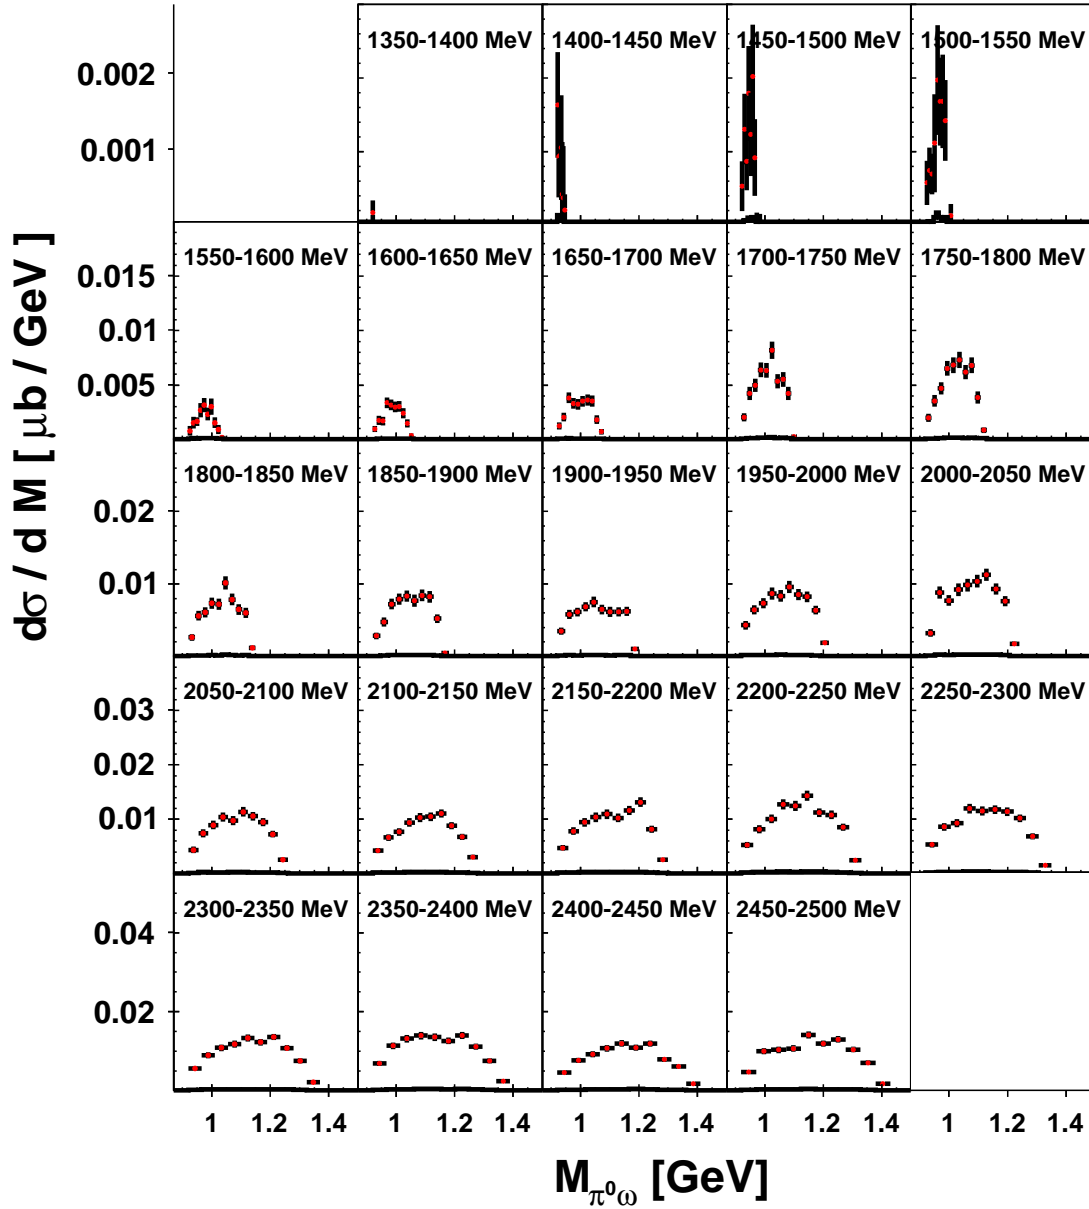 1350-1400 MeV 1400-1450 MeV 1450-1500 MeV 1500-1550 MeV
0.002
0.001
1550-1600 MeV 1600-1650 MeV 1650-1700 MeV 1700-1750 MeV 1750-1800 MeV
0.015
0.01
0.005
1800-1850 MeV 1850-1900 MeV 1900-1950 MeV 1950-2000 MeV 2000-2050 MeV
0.02
0.01
2050-2100 MeV 2100-2150 MeV 2150-2200 MeV 2200-2250 MeV 2250-2300 MeV
0.03
0.02
0.01
2300-2350 MeV 2350-2400 MeV 2400-2450 MeV 2450-2500 MeV
0.04
0.02
1 1.2 1.4 1 1.2 1.4 1 1.2 1.4 1 1.2 1.4 1 1.2 1.4
dσ / d M [ μb / GeV ]
M_π⁰ω [GeV]